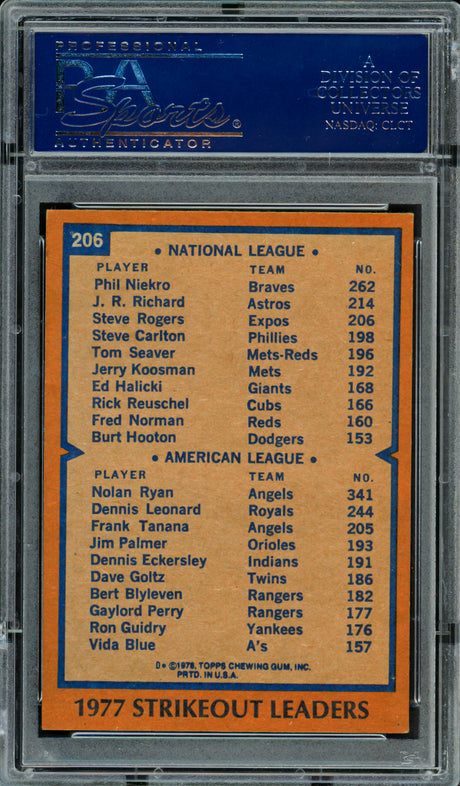 PROFESSIONAL
PSA
Sports®
AUTHENTICATOR
A
DIVISION OF
COLLECTORS
UNIVERSE
NASDAQ: CLCT
206
• NATIONAL LEAGUE •
PLAYER TEAM NO.
Phil Niekro Braves 262
J. R. Richard Astros 214
Steve Rogers Expos 206
Steve Carlton Phillies 198
Tom Seaver Mets-Reds 196
Jerry Koosman Mets 192
Ed Halicki Giants 168
Rick Reuschel Cubs 166
Fred Norman Reds 160
Burt Hooton Dodgers 153
• AMERICAN LEAGUE •
PLAYER TEAM NO.
Nolan Ryan Angels 341
Dennis Leonard Royals 244
Frank Tanana Angels 205
Jim Palmer Orioles 193
Dennis Eckersley Indians 191
Dave Goltz Twins 186
Bert Blyleven Rangers 182
Gaylord Perry Rangers 177
Ron Guidry Yankees 176
Vida Blue A's 157
D* ©1978, TOPPS CHEWING GUM, INC.
PRTD. IN U.S.A.
1977 STRIKEOUT LEADERS